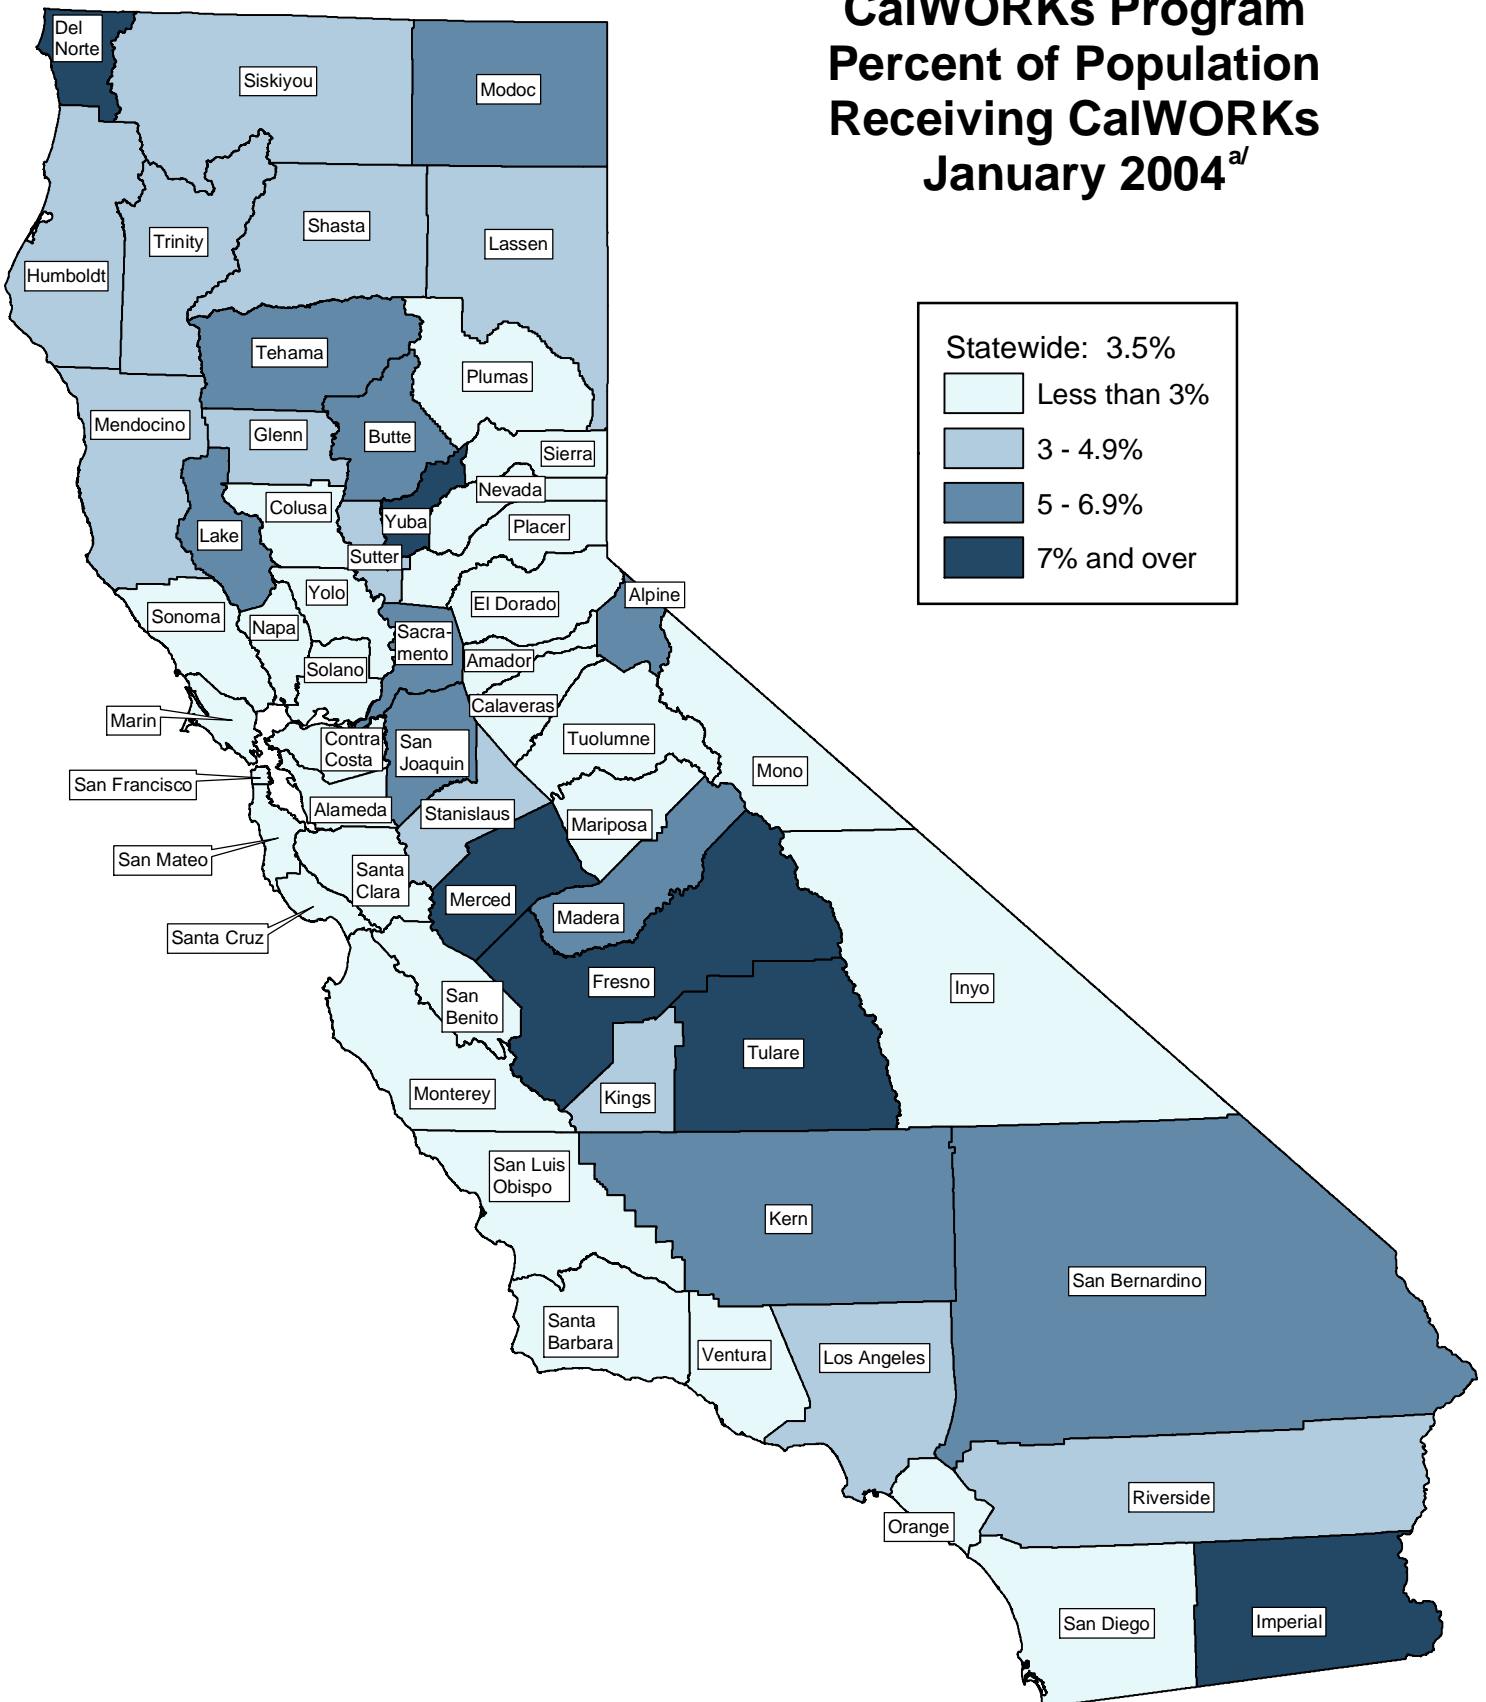 CalWORKs Program
Percent of Population
Receiving CalWORKs
January 2004a/
Statewide: 3.5%
Less than 3%
3 - 4.9%
5 - 6.9%
7% and over
Del
Norte
Siskiyou
Modoc
Humboldt
Trinity
Shasta
Lassen
Tehama
Plumas
Mendocino
Glenn
Butte
Sierra
Nevada
Colusa
Yuba
Placer
Lake
Sutter
Yolo
El Dorado
Alpine
Sonoma
Napa
Sacra-
mento
Solano
Amador
Calaveras
Marin
Contra
Costa
San
Joaquin
Tuolumne
Mono
San Francisco
Alameda
Stanislaus
Mariposa
San Mateo
Santa
Clara
Merced
Madera
Santa Cruz
Fresno
Inyo
San
Benito
Tulare
Monterey
Kings
San Luis
Obispo
Kern
San Bernardino
Santa
Barbara
Ventura
Los Angeles
Riverside
Orange
San Diego
Imperial